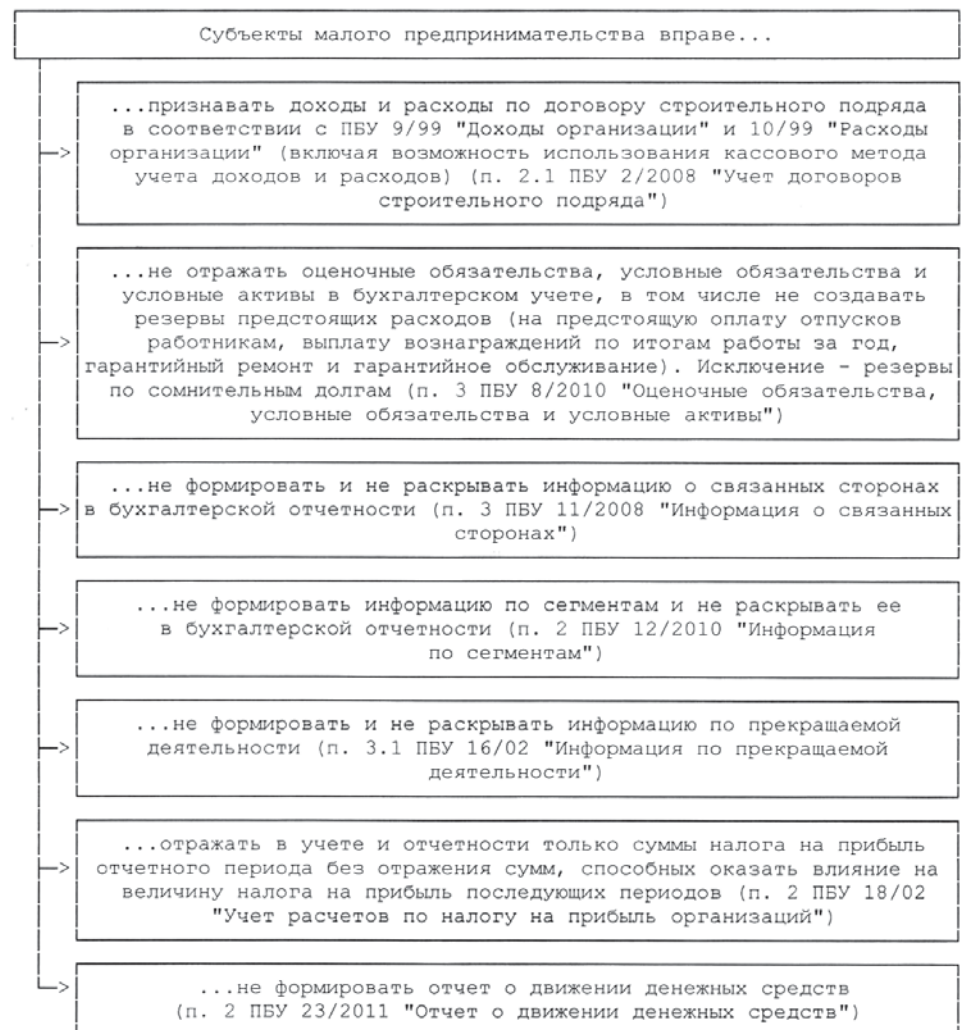 Субъекты малого предпринимательства вправе...
...признавать доходы и расходы по договору строительного подряда
в соответствии с ПБУ 9/99 "Доходы организации" и 10/99 "Расходы
организации" (включая возможность использования кассового метода
учета доходов и расходов) (п. 2.1 ПБУ 2/2008 "Учет договоров
строительного подряда")
...не отражать оценочные обязательства, условные обязательства и
условные активы в бухгалтерском учете, в том числе не создавать
резервы предстоящих расходов (на предстоящую оплату отпусков
работникам, выплату вознаграждений по итогам работы за год,
гарантийный ремонт и гарантийное обслуживание). Исключение - резервы
по сомнительным долгам (п. 3 ПБУ 8/2010 "Оценочные обязательства,
условные обязательства и условные активы")
...не формировать и не раскрывать информацию о связанных сторонах
в бухгалтерской отчетности (п. 3 ПБУ 11/2008 "Информация о связанных
сторонах")
...не формировать информацию по сегментам и не раскрывать ее
в бухгалтерской отчетности (п. 2 ПБУ 12/2010 "Информация
по сегментам")
...не формировать и не раскрывать информацию по прекращаемой
деятельности (п. 3.1 ПБУ 16/02 "Информация по прекращаемой
деятельности")
...отражать в учете и отчетности только суммы налога на прибыль
отчетного периода без отражения сумм, способных оказать влияние на
величину налога на прибыль последующих периодов (п. 2 ПБУ 18/02
"Учет расчетов по налогу на прибыль организаций")
...не формировать отчет о движении денежных средств
(п. 2 ПБУ 23/2011 "Отчет о движении денежных средств")